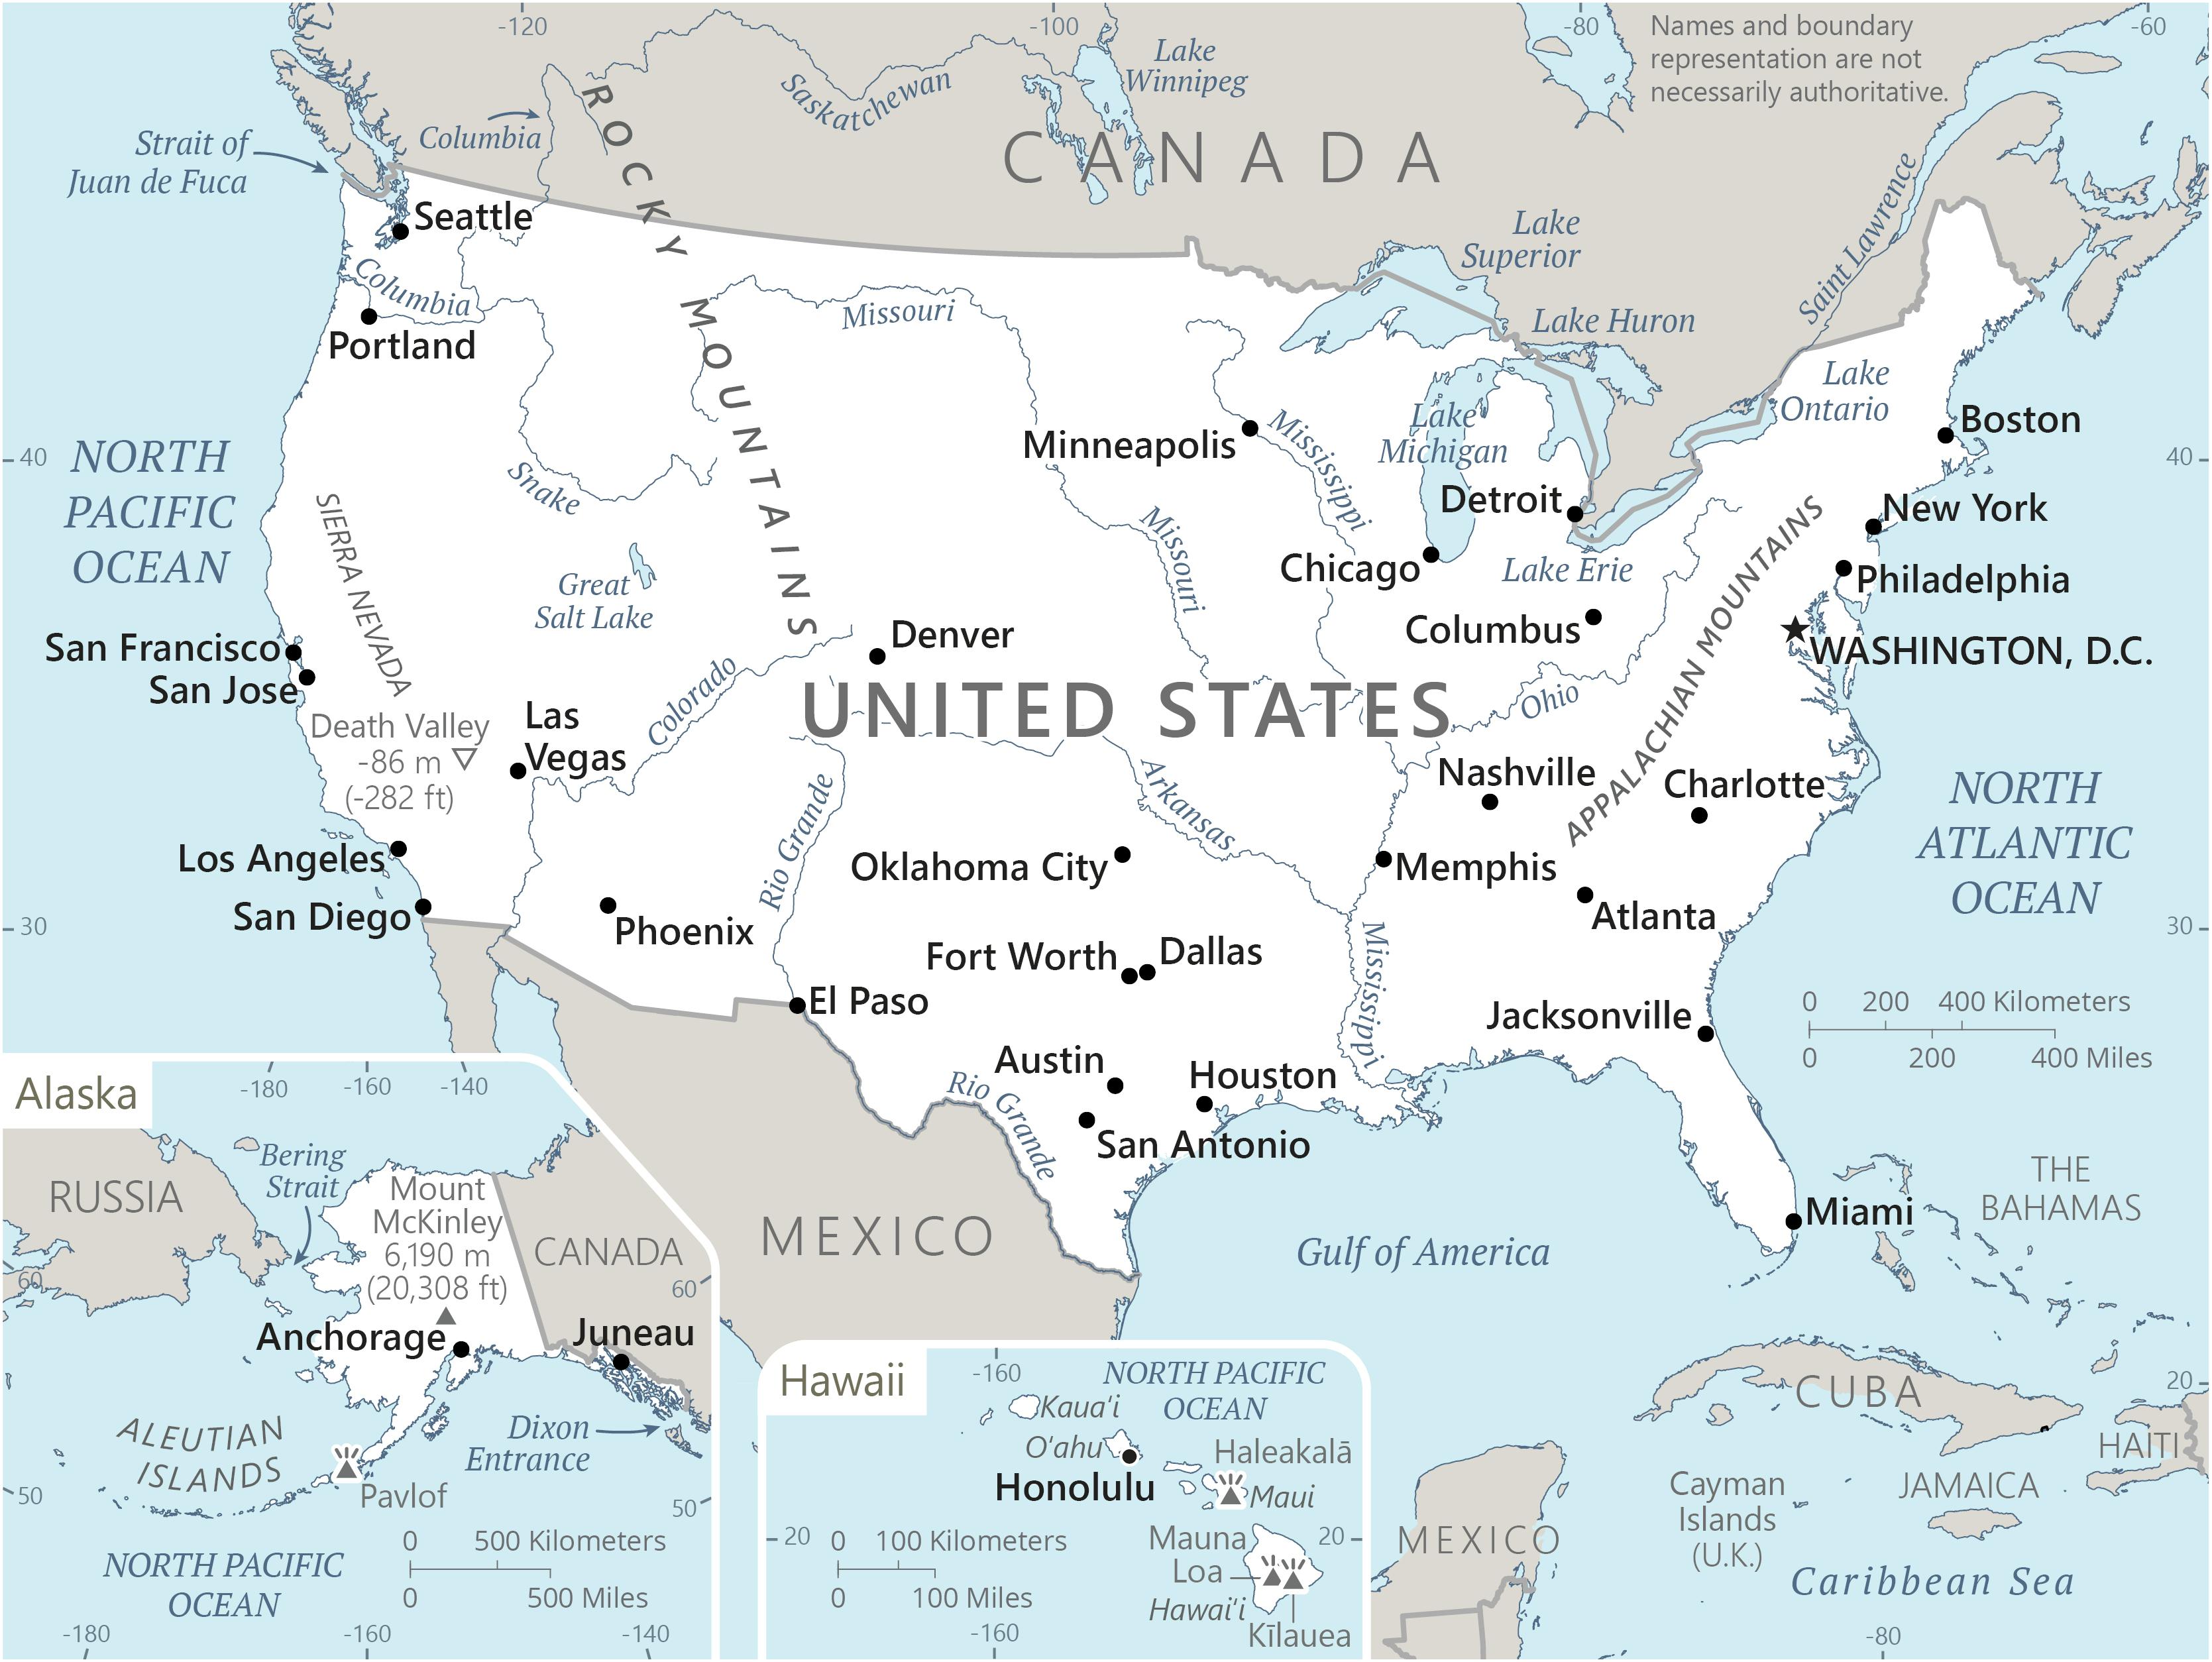 -120
-100
-80
-60
Names and boundary
representation are not
necessarily authoritative.
Lake
Winnipeg
Saskatchewan
Columbia
ROCKY MOUNTAINS
CANADA
Strait of
Juan de Fuca
Seattle
Columbia
Portland
Missouri
Lake
Superior
Lake Huron
Saint Lawrence
Lake
Ontario
Boston
40
NORTH
PACIFIC
OCEAN
Snake
SIERRA NEVADA
Great
Salt Lake
Minneapolis
Mississippi
Missouri
Lake
Michigan
Detroit
Chicago
Lake Erie
Columbus
40
New York
Philadelphia
APPALACHIAN MOUNTAINS
WASHINGTON, D.C.
San Francisco
San Jose
Denver
Colorado
UNITED STATES
Ohio
Death Valley
-86 m
(-282 ft)
Las
Vegas
Rio Grande
Arkansas
Nashville
Charlotte
NORTH
ATLANTIC
OCEAN
Los Angeles
San Diego
Phoenix
Oklahoma City
Memphis
Atlanta
30
30
Fort Worth
Dallas
Mississippi
El Paso
Jacksonville
0 200 400 Kilometers
0 200 400 Miles
Austin
Houston
San Antonio
Rio Grande
MEXICO
Gulf of America
Miami
THE
BAHAMAS
Alaska
-180
-160
-140
Bering
Strait
RUSSIA
Mount
McKinley
6,190 m
(20,308 ft)
CANADA
60
60
Anchorage
Juneau
ALEUTIAN
ISLANDS
Pavlof
Dixon
Entrance
50
50
0 500 Kilometers
0 500 Miles
NORTH PACIFIC
OCEAN
-180
-160
-140
Hawaii
-160
NORTH PACIFIC
OCEAN
Kaua'i
O'ahu
Honolulu
Haleakalā
Maui
20
20
0 100 Kilometers
0 100 Miles
Mauna
Loa
Hawai'i
Kīlauea
-160
CUBA
20
HAITI
Cayman
Islands
(U.K.)
JAMAICA
MEXICO
Caribbean Sea
-80